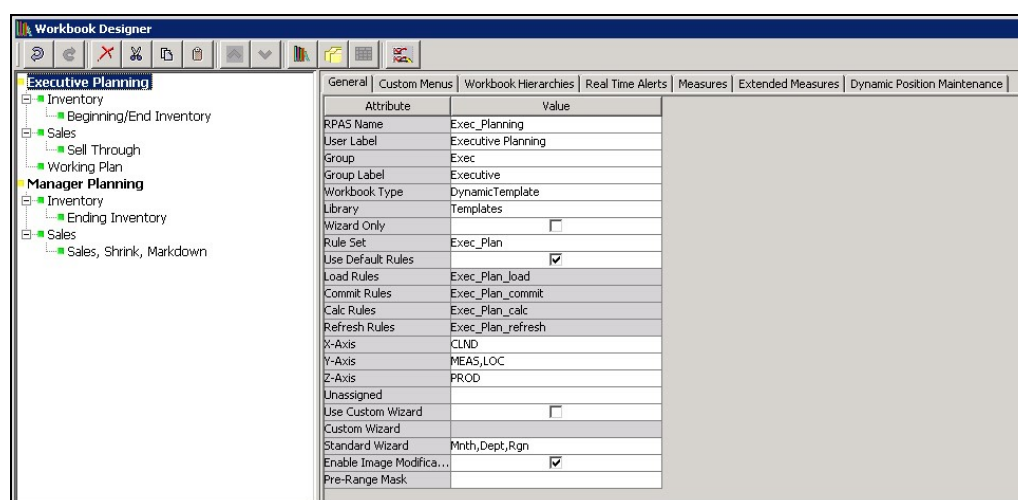 Workbook Designer
Executive Planning
Inventory
Beginning/End Inventory
Sales
Sell Through
Working Plan
Manager Planning
Inventory
Ending Inventory
Sales
Sales, Shrink, Markdown
General Custom Menus Workbook Hierarchies Real Time Alerts Measures Extended Measures Dynamic Position Maintenance
Attribute Value
RPAS Name Exec_Planning
User Label Executive Planning
Group Exec
Group Label Executive
Workbook Type DynamicTemplate
Library Templates
Wizard Only
Rule Set Exec_Plan
Use Default Rules
Load Rules Exec_Plan_load
Commit Rules Exec_Plan_commit
Calc Rules Exec_Plan_calc
Refresh Rules Exec_Plan_refresh
X-Axis CLND
Y-Axis MEAS,LOC
Z-Axis PROD
Unassigned
Use Custom Wizard
Custom Wizard
Standard Wizard Mnth,Dept,Rgn
Enable Image Modifica...
Pre-Range Mask